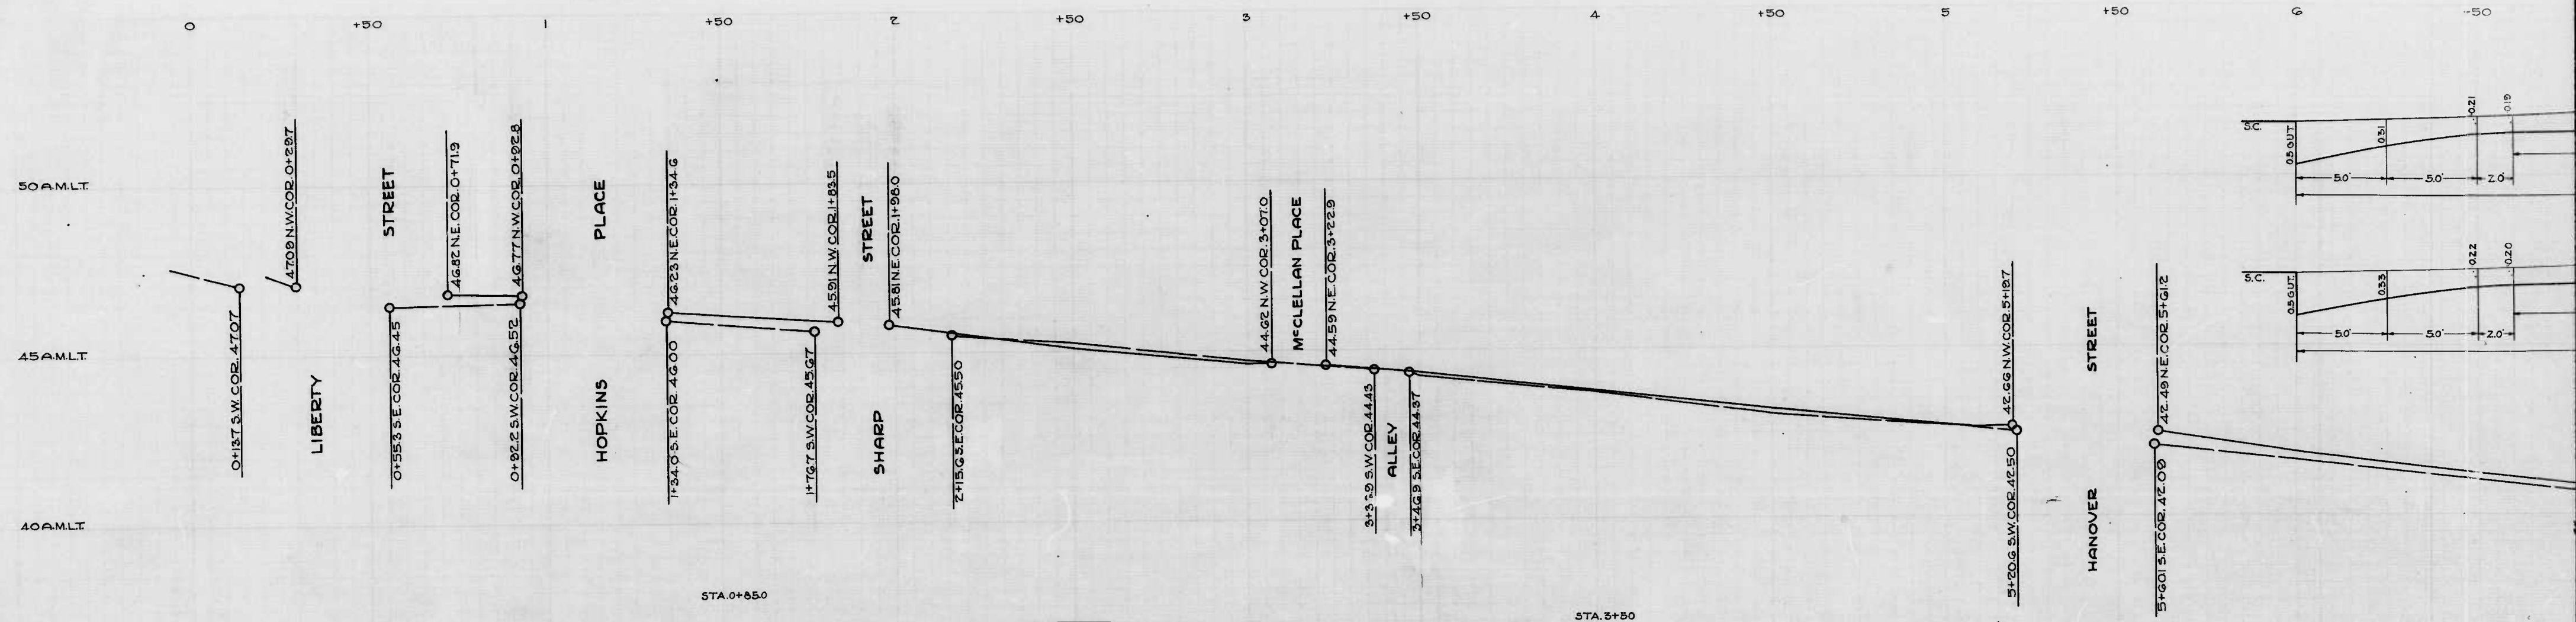 0 +50 1 +50 2 +50 3 +50 4 +50 5 +50 6 -50
50 A.M.L.T.
45 A.M.L.T.
40 A.M.L.T.
0+13.7 S.W.COR. 47.07
47.09 N.W.COR. 0+29.7
LIBERTY STREET
0+55.3 S.E.COR. 46.45
46.82 N.E.COR. 0+71.9
0+92.2 S.W.COR. 46.52
46.77 N.W.COR. 0+92.8
HOPKINS PLACE
1+34.0 S.E.COR. 46.00
46.23 N.E.COR. 1+34.6
1+76.7 S.W.COR. 45.67
45.91 N.W.COR. 1+83.5
SHARP STREET
45.81 N.E.COR. 1+98.0
2+15.6 S.E.COR. 45.50
44.62 N.W.COR. 3+07.0
McCLELLAN PLACE
44.59 N.E.COR. 3+22.9
S.W.COR. 44.43
ALLEY
3+46.9 S.E.COR. 44.37
42.66 N.W.COR. 5+19.7
5+20.6 S.W.COR. 42.50
HANOVER STREET
42.49 N.E.COR. 5+61.2
5+60.1 S.E.COR. 42.09
S.C.
0.5 GUT.
0.31
0.21
0.19
5.0' 5.0' 2.0'
S.C.
0.5 GUT.
0.33
0.22
0.20
5.0' 5.0' 2.0'
STA. 0+85.0
STA. 3+50